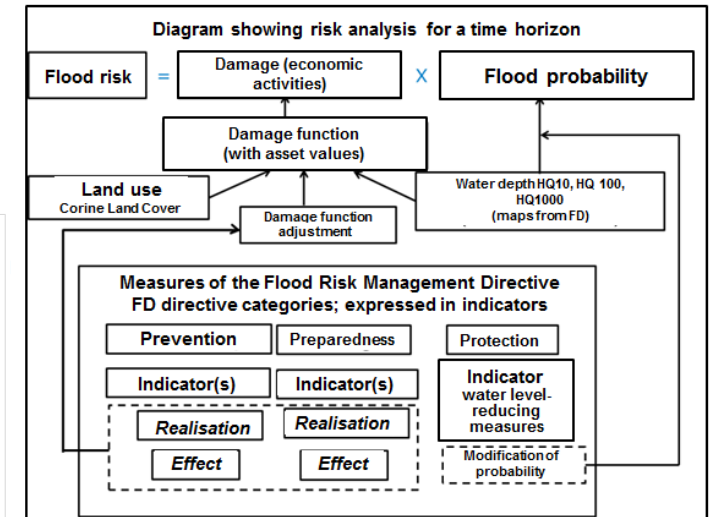 Diagram showing risk analysis for a time horizon
Flood risk
=
Damage (economic
activities)
X
Flood probability
Damage function
(with asset values)
Land use
Corine Land Cover
Damage function
adjustment
Water depth HQ10, HQ 100,
HQ1000
(maps from FD)
Measures of the Flood Risk Management Directive
FD directive categories; expressed in indicators
Prevention
Preparedness
Protection
Indicator(s)
Indicator(s)
Indicator
water level-
reducing
measures
Realisation
Realisation
Effect
Effect
Modification of
probability